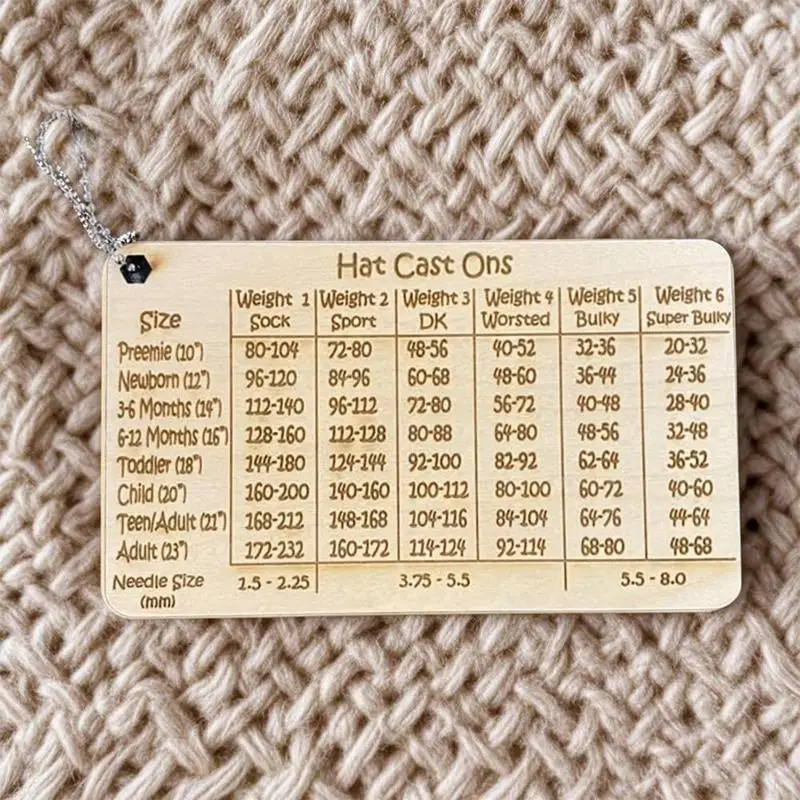 Hat Cast Ons
Size Weight 1 Sock Weight 2 Sport Weight 3 DK Weight 4 Worsted Weight 5 Bulky Weight 6 Super Bulky
Preemie (10") 80-104 72-80 48-56 40-52 32-36 20-32
Newborn (12") 96-120 84-96 60-68 48-60 36-44 24-36
3-6 Months (14") 112-140 96-112 72-80 56-72 40-48 28-40
6-12 Months (16") 128-160 112-128 80-88 64-80 48-56 32-48
Toddler (18") 144-180 124-144 92-100 82-92 62-64 36-52
Child (20") 160-200 140-160 100-112 80-100 60-72 40-60
Teen/Adult (21") 168-212 148-168 104-116 84-104 64-76 44-64
Adult (23") 172-232 160-172 114-124 92-114 68-80 48-68
Needle Size (mm) 1.5 - 2.25 3.75 - 5.5 5.5 - 8.0